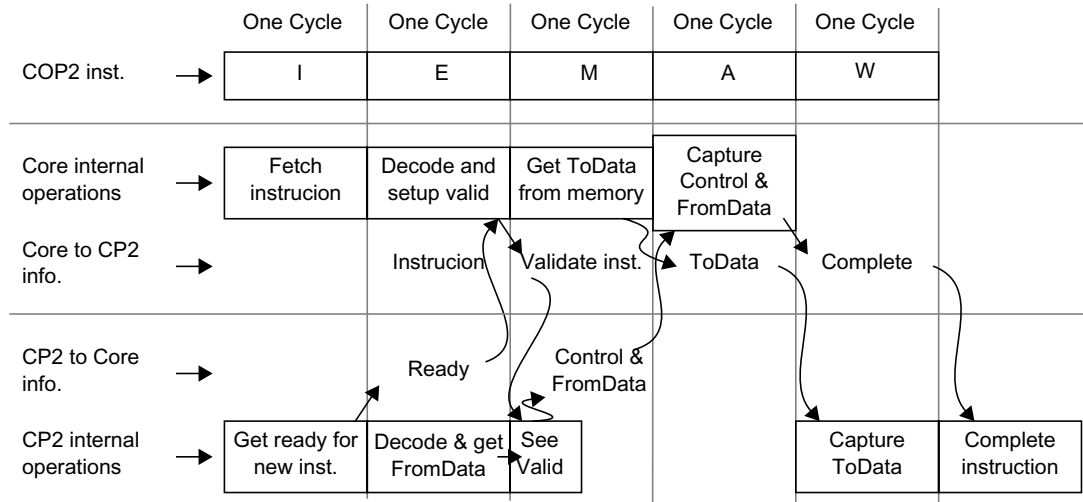 One Cycle One Cycle One Cycle One Cycle One Cycle
COP2 inst. I E M A W
Core internal
operations
Fetch
instrucion
Decode and
setup valid
Get ToData
from memory
Capture
Control &
FromData
Core to CP2
info.
Instrucion Validate inst. ToData Complete
CP2 to Core
info.
Ready
Control &
FromData
CP2 internal
operations
Get ready for
new inst.
Decode & get
FromData
See
Valid
Capture
ToData
Complete
instruction